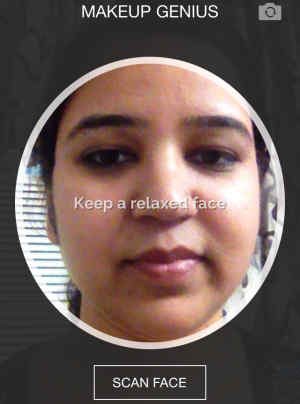 MAKEUP GENIUS
Keep a relaxed face
SCAN FACE